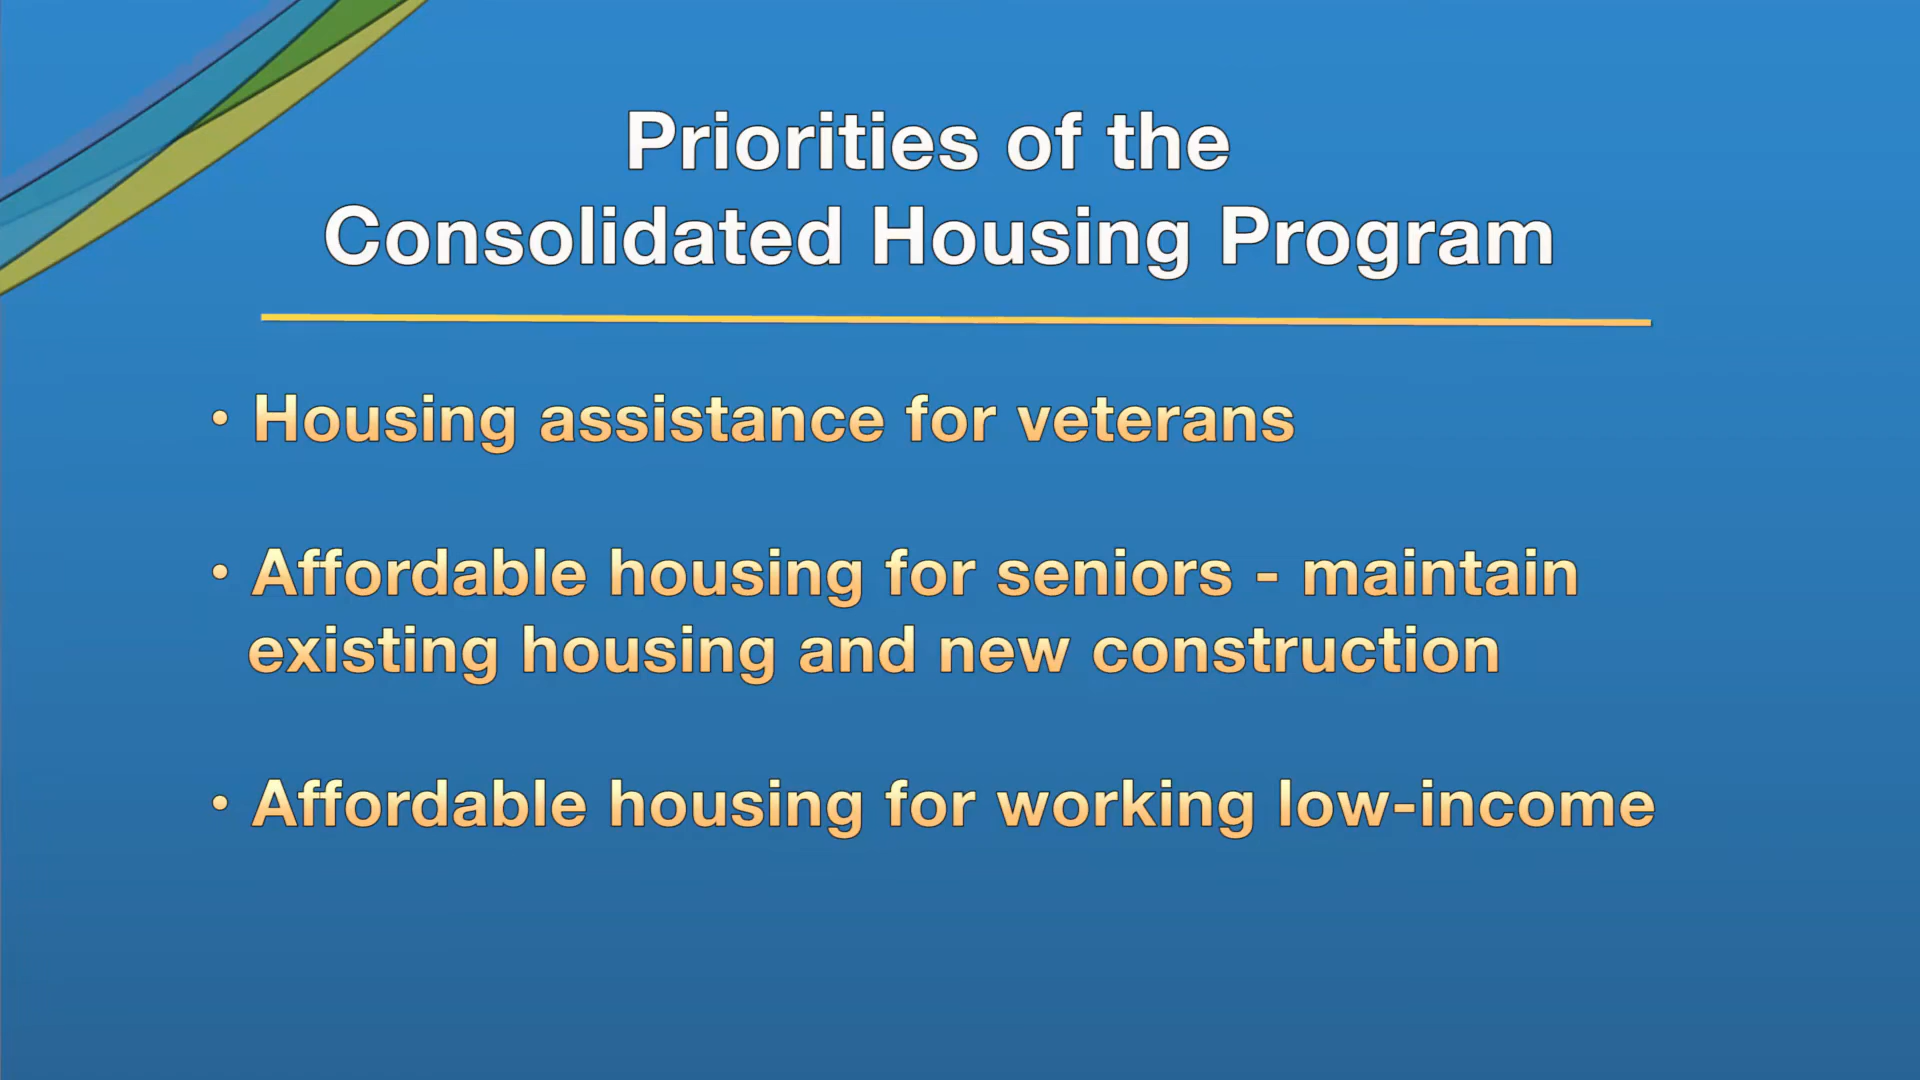 Priorities of the
Consolidated Housing Program
• Housing assistance for veterans
• Affordable housing for seniors - maintain
existing housing and new construction
• Affordable housing for working low-income